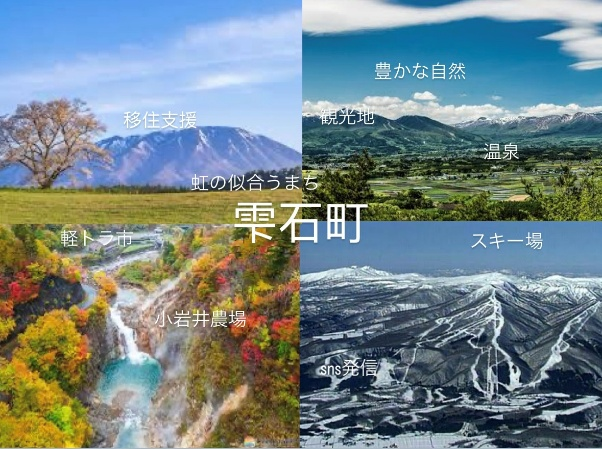 豊かな自然
移住支援
観光地
温泉
虹の似合うまち
雫石町
軽トラ市
スキー場
小岩井農場
sns発信